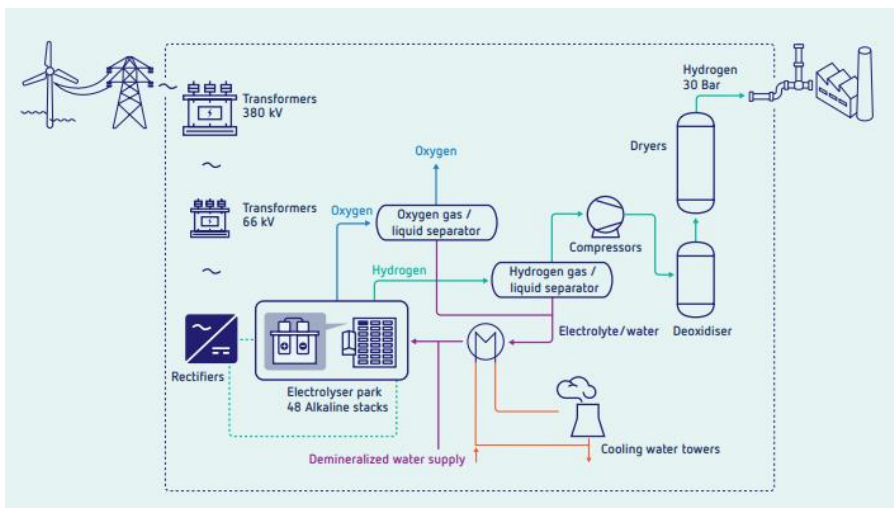 Hydrogen
30 Bar
Transformers
380 kV
Dryers
Oxygen
Transformers
66 kV
Oxygen
Oxygen gas /
liquid separator
Compressors
Hydrogen
Hydrogen gas /
liquid separator
Electrolyte/water
Deoxidiser
Rectifiers
Electrolyser park
48 Alkaline stacks
Cooling water towers
Demineralized water supply